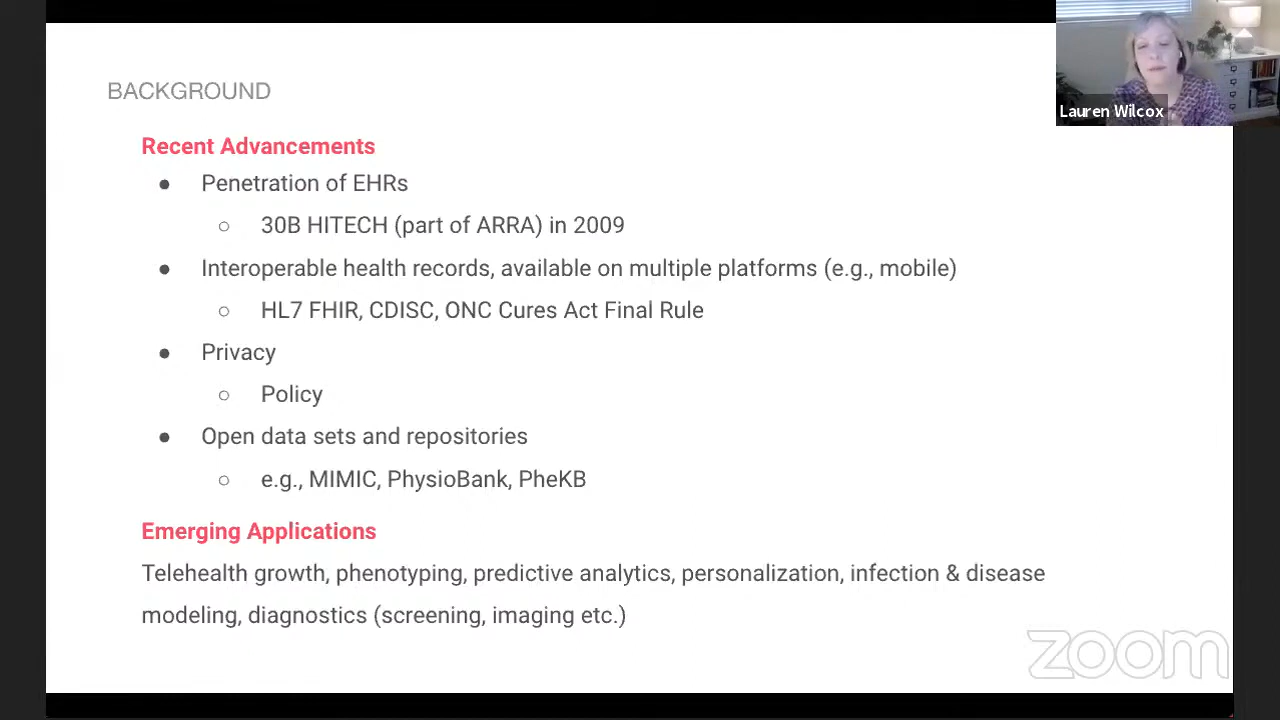 BACKGROUND
Lauren Wilcox
Recent Advancements
● Penetration of EHRs
○ 30B HITECH (part of ARRA) in 2009
● Interoperable health records, available on multiple platforms (e.g., mobile)
○ HL7 FHIR, CDISC, ONC Cures Act Final Rule
● Privacy
○ Policy
● Open data sets and repositories
○ e.g., MIMIC, PhysioBank, PheKB
Emerging Applications
Telehealth growth, phenotyping, predictive analytics, personalization, infection & disease
modeling, diagnostics (screening, imaging etc.)
zoom